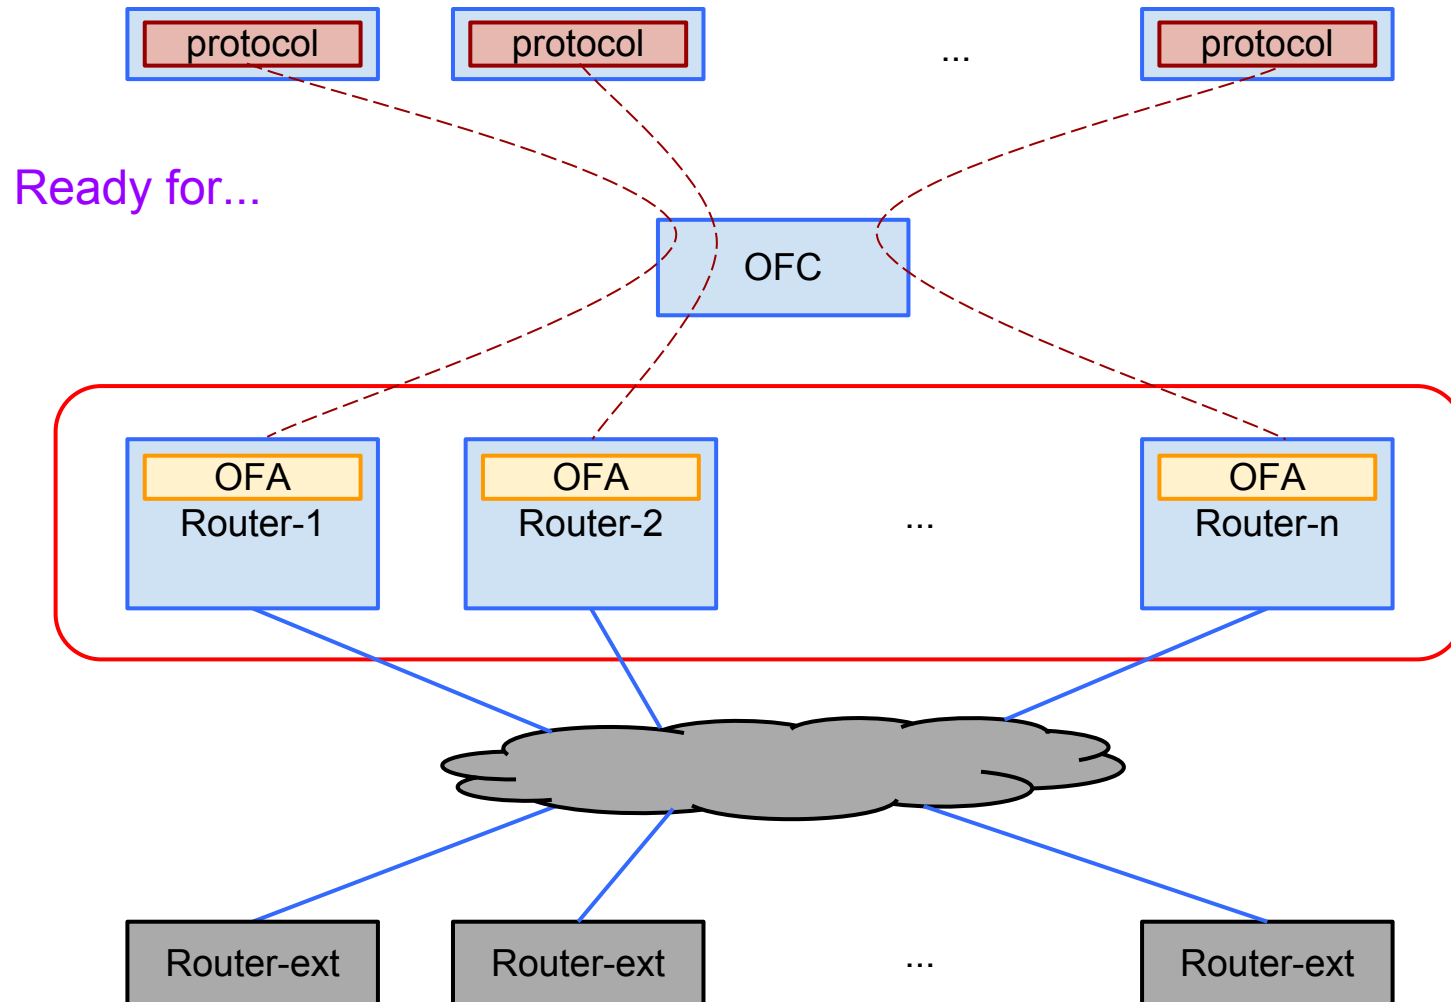 protocol
protocol
...
protocol
Ready for...
OFC
OFA
OFA
OFA
Router-1
Router-2
...
Router-n
Router-ext
Router-ext
...
Router-ext